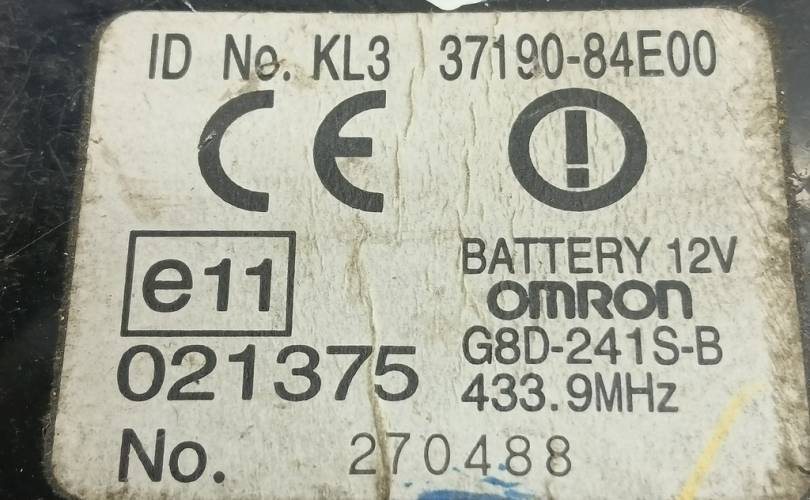 ID No. KL3 37190-84E00
CE
e11
021375
BATTERY 12V
OMRON
G8D-241S-B
433.9MHz
No. 270488